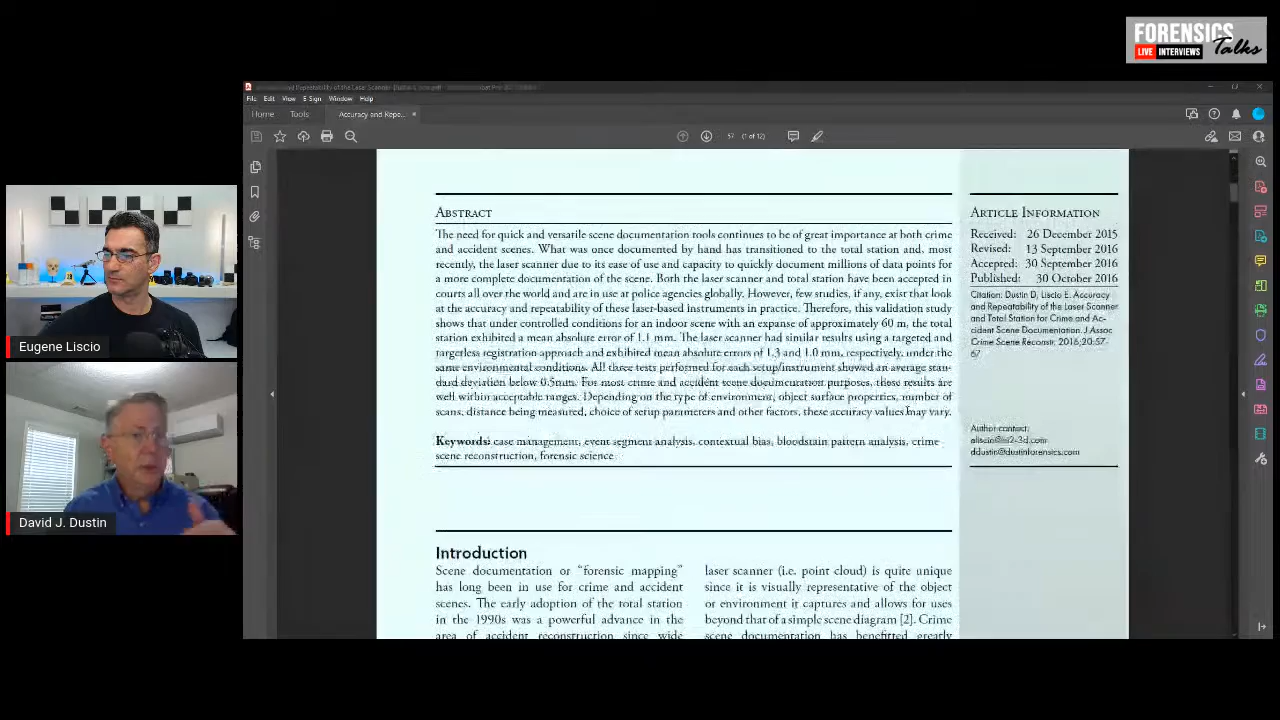 FORENSICS
LIVE INTERVIEWS Talks
File Edit View E Sign Window Help
Home Tools Accuracy and Repe... ×
57 (1 of 12)
ABSTRACT
The need for quick and versatile scene documentation tools continues to be of great importance at both crime
and accident scenes. What was once documented by hand has transitioned to the total station and, most
recently, the laser scanner due to its ease of use and capacity to quickly document millions of data points for
a more complete documentation of the scene. Both the laser scanner and total station have been accepted in
courts all over the world and are in use at police agencies globally. However, few studies, if any, exist that look
at the accuracy and repeatability of these laser-based instruments in practice. Therefore, this validation study
shows that under controlled conditions for an indoor scene with an expanse of approximately 60 m, the total
station exhibited a mean absolute error of 1.1 mm. The laser scanner had similar results using a targeted and
targetless registration approach and exhibited mean absolute errors of 1.3 and 1.0 mm, respectively, under the
same environmental conditions. All three tests performed for each setup/instrument showed an average stan-
dard deviation below 0.5mm. For most crime and accident scene documentation purposes, these results are
well within acceptable ranges. Depending on the type of environment, object surface properties, number of
scans, distance being measured, choice of setup parameters and other factors, these accuracy values may vary.
Keywords: case management, event segment analysis, contextual bias, bloodstain pattern analysis, crime
scene reconstruction, forensic science
ARTICLE INFORMATION
Received: 26 December 2015
Revised: 13 September 2016
Accepted: 30 September 2016
Published: 30 October 2016
Citation: Dustin D, Liscio E. Accuracy
and Repeatability of the Laser Scanner
and Total Station for Crime and Ac-
cident Scene Documentation. J Assoc
Crime Scene Reconstr. 2016;20:57-
67
Author contact:
eliscio@ai2-3d.com
ddustin@dustinforensics.com
Introduction
Scene documentation or “forensic mapping”
has long been in use for crime and accident
scenes. The early adoption of the total station
in the 1990s was a powerful advance in the
area of accident reconstruction since wide
laser scanner (i.e. point cloud) is quite unique
since it is visually representative of the object
or environment it captures and allows for uses
beyond that of a simple scene diagram [2]. Crime
scene documentation has benefitted greatly
Eugene Liscio
David J. Dustin